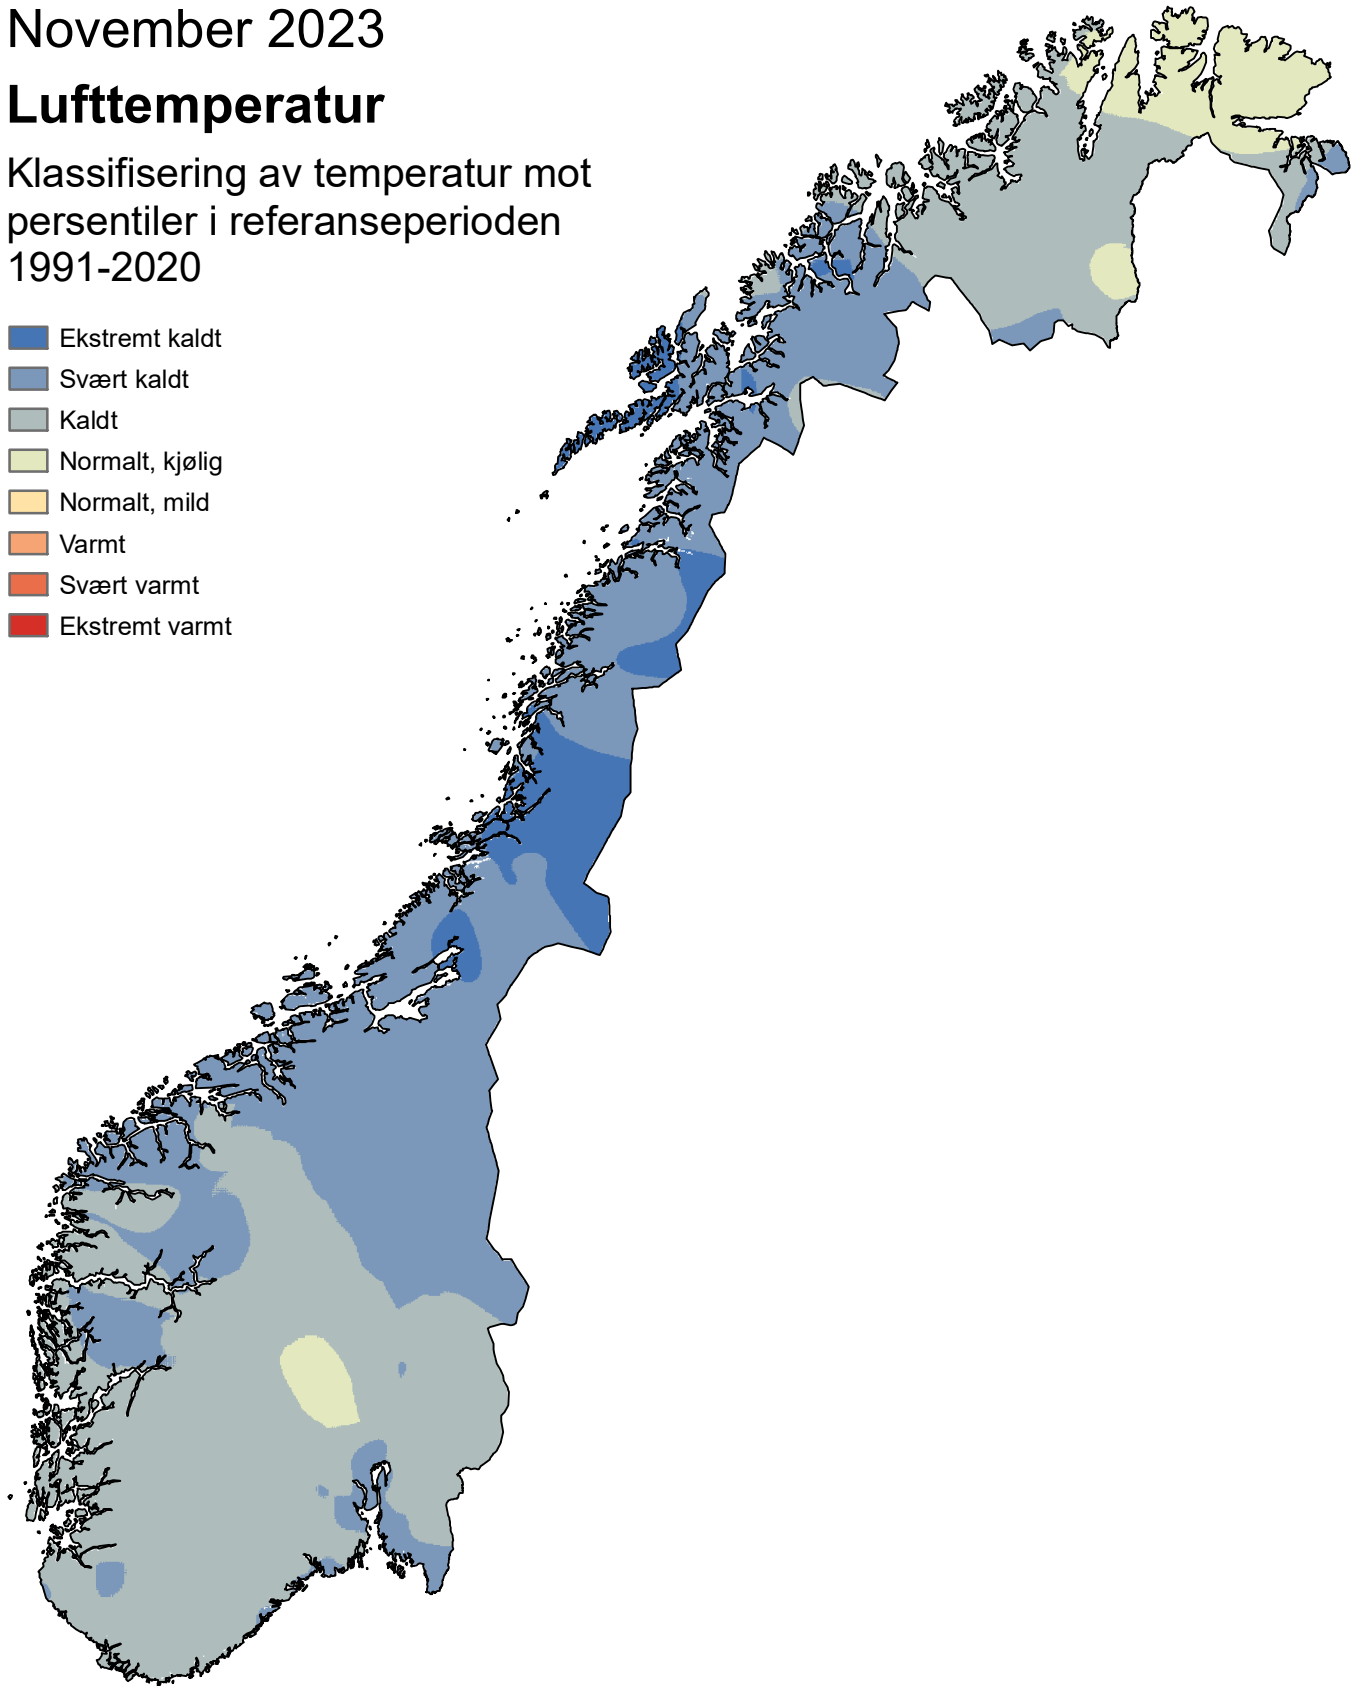 November 2023
Lufttemperatur
Klassifisering av temperatur mot
persentiler i referanseperioden
1991-2020
Ekstremt kaldt
Svært kaldt
Kaldt
Normalt, kjølig
Normalt, mild
Varmt
Svært varmt
Ekstremt varmt